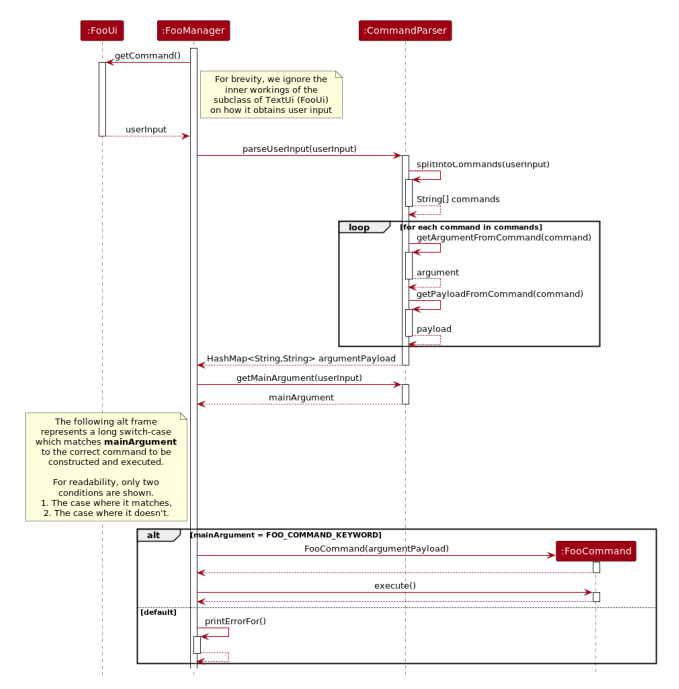 :FooUi
:FooManager
:CommandParser
getCommand()
For brevity, we ignore the
inner workings of the
subclass of TextUi (FooUi)
on how it obtains user input
userInput
parseUserInput(userInput)
splitIntoCommands(userInput)
String[] commands
loop
[for each command in commands]
getArgumentFromCommand(command)
argument
getPayloadFromCommand(command)
payload
HashMap<String,String> argumentPayload
getMainArgument(userInput)
mainArgument
The following alt frame
represents a long switch-case
which matches mainArgument
to the correct command to be
constructed and executed.
For readability, only two
conditions are shown.
1. The case where it matches,
2. The case where it doesn't.
alt
[mainArgument = FOO_COMMAND_KEYWORD]
FooCommand(argumentPayload)
:FooCommand
execute()
[default]
printErrorFor()